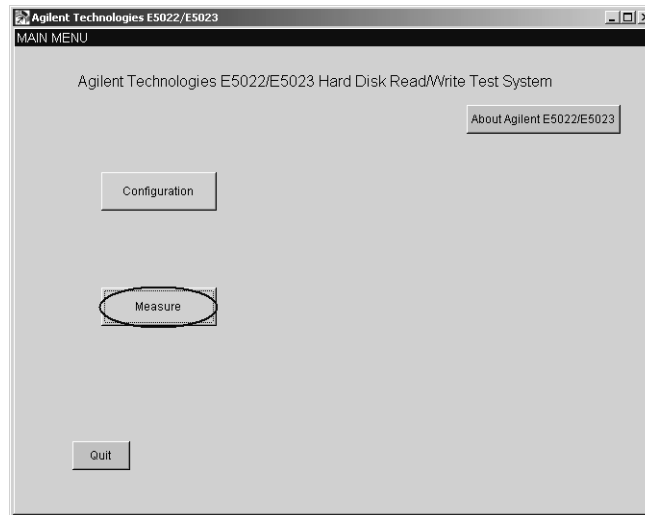 Agilent Technologies E5022/E5023
MAIN MENU
Agilent Technologies E5022/E5023 Hard Disk Read/Write Test System
About Agilent E5022/E5023
Configuration
Measure
Quit